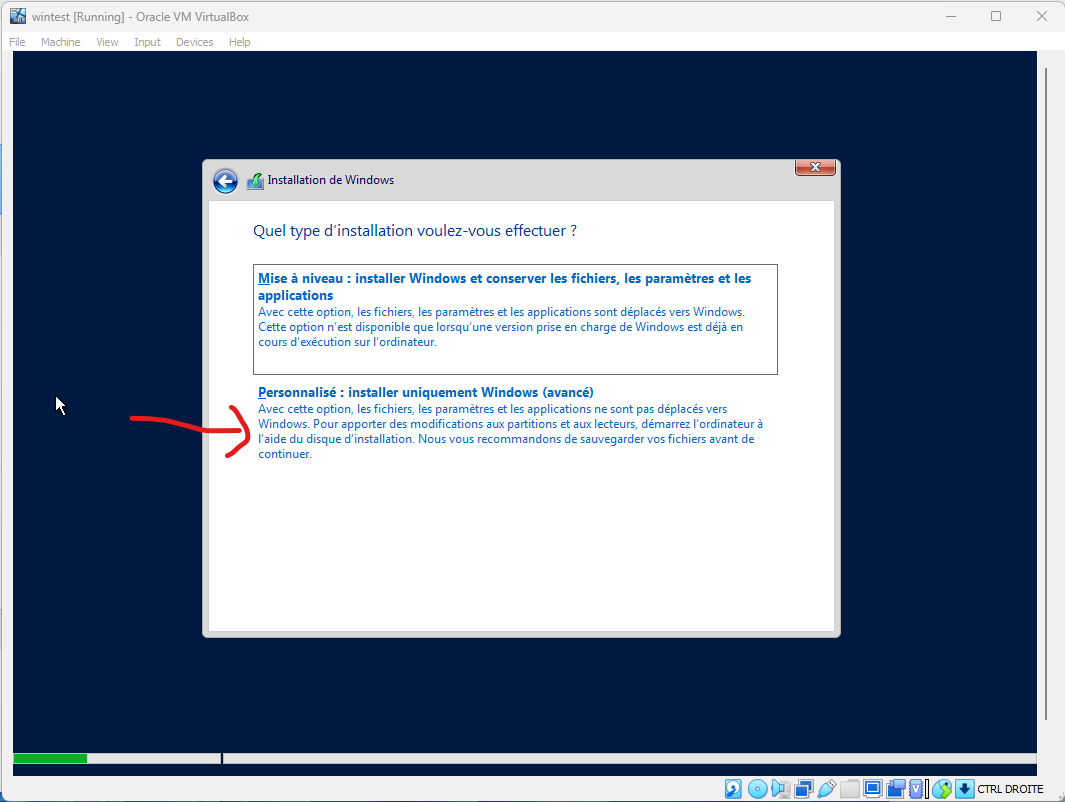 wintest [Running] - Oracle VM VirtualBox
File Machine View Input Devices Help
Installation de Windows
Quel type d'installation voulez-vous effectuer ?
Mise à niveau : installer Windows et conserver les fichiers, les paramètres et les
applications
Avec cette option, les fichiers, les paramètres et les applications sont déplacés vers Windows.
Cette option n'est disponible que lorsqu'une version prise en charge de Windows est déjà en
cours d'exécution sur l'ordinateur.
Personnalisé : installer uniquement Windows (avancé)
Avec cette option, les fichiers, les paramètres et les applications ne sont pas déplacés vers
Windows. Pour apporter des modifications aux partitions et aux lecteurs, démarrez l'ordinateur à
l'aide du disque d'installation. Nous vous recommandons de sauvegarder vos fichiers avant de
continuer.
CTRL DROITE